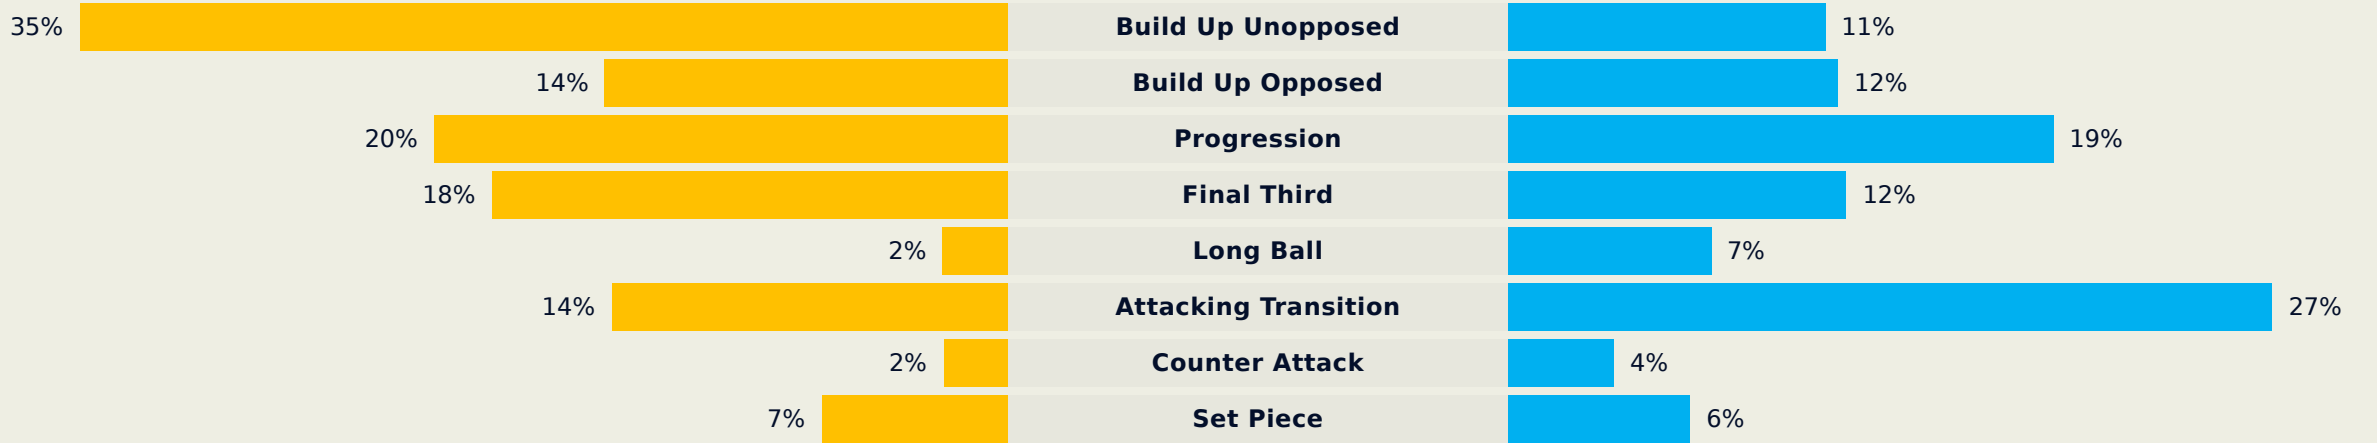 35% Build Up Unopposed 11%
14% Build Up Opposed 12%
20% Progression 19%
18% Final Third 12%
2% Long Ball 7%
14% Attacking Transition 27%
2% Counter Attack 4%
7% Set Piece 6%